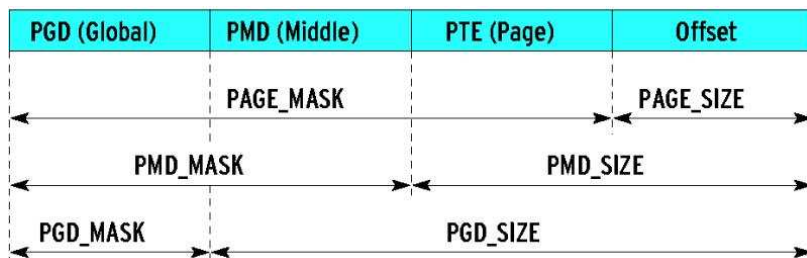 PGD (Global) PMD (Middle) PTE (Page) Offset
PAGE_MASK PAGE_SIZE
PMD_MASK PMD_SIZE
PGD_MASK PGD_SIZE